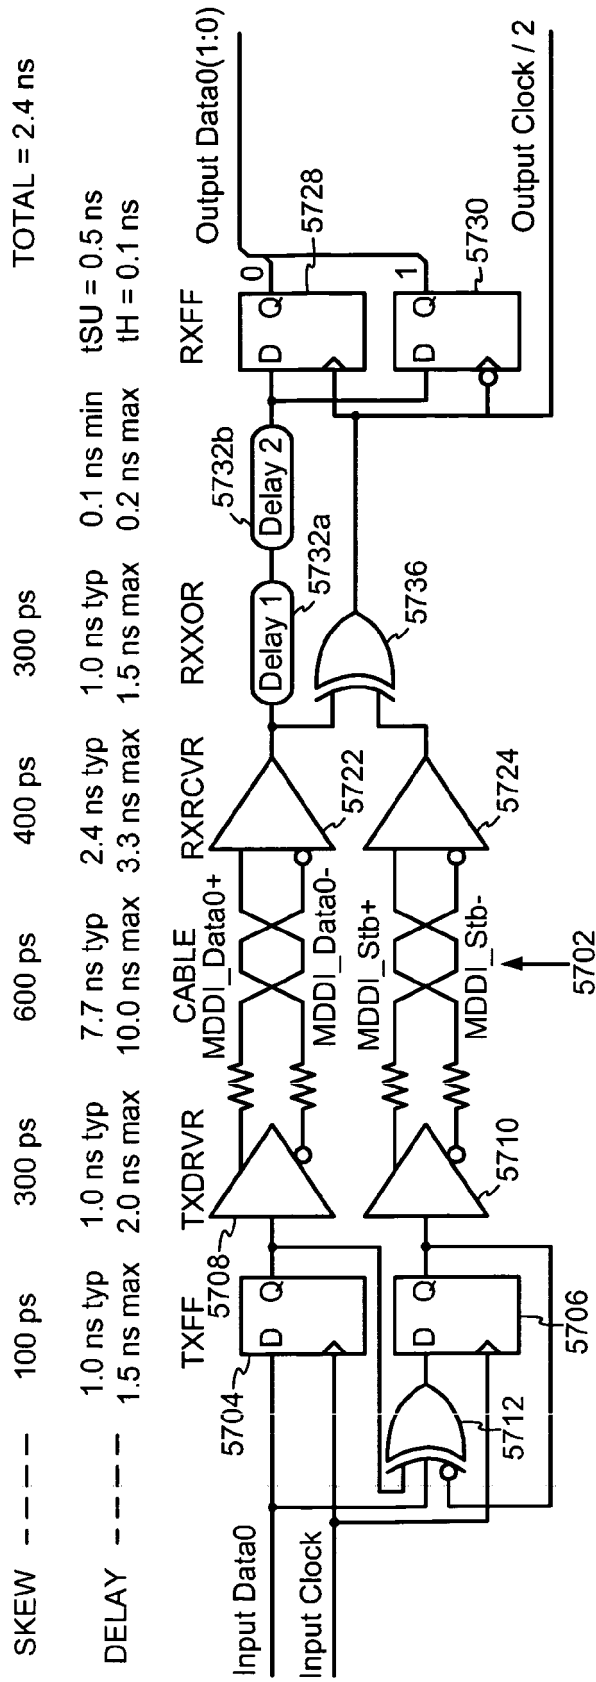 SKEW ---- 100 ps 300 ps 600 ps 400 ps 300 ps TOTAL = 2.4 ns
DELAY ---- 1.0 ns typ 1.0 ns typ 7.7 ns typ 2.4 ns typ 1.0 ns typ 0.1 ns min tSU = 0.5 ns
1.5 ns max 2.0 ns max 10.0 ns max 3.3 ns max 1.5 ns max 0.2 ns max tH = 0.1 ns
TXFF TXDRVR CABLE RXRCVR RXXOR RXFF
MDDI_Data0+
Output Data0(1:0)
5704
5708
5732b
Input Data0
D Q
Delay 1
Delay 2
D Q
0
5728
5722
5732a
MDDI_Data0-
Input Clock
MDDI_Stb+
5736
1
D Q
D Q
5712
5706
5710
MDDI_Stb-
5724
5730
Output Clock / 2
5702